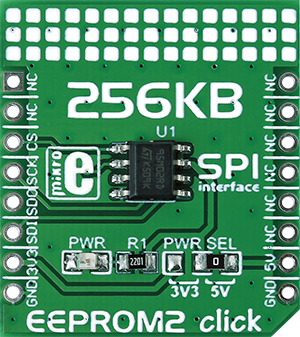 256KB
U1
NC
NC
CS
SCK
SDO
SDI
3V3
GND
NC
NC
NC
NC
NC
NC
5V
GND
mikro
e
SPI
interface
PWR
R1
PWR SEL
2201
0
3V3
5V
EEPROM2 click